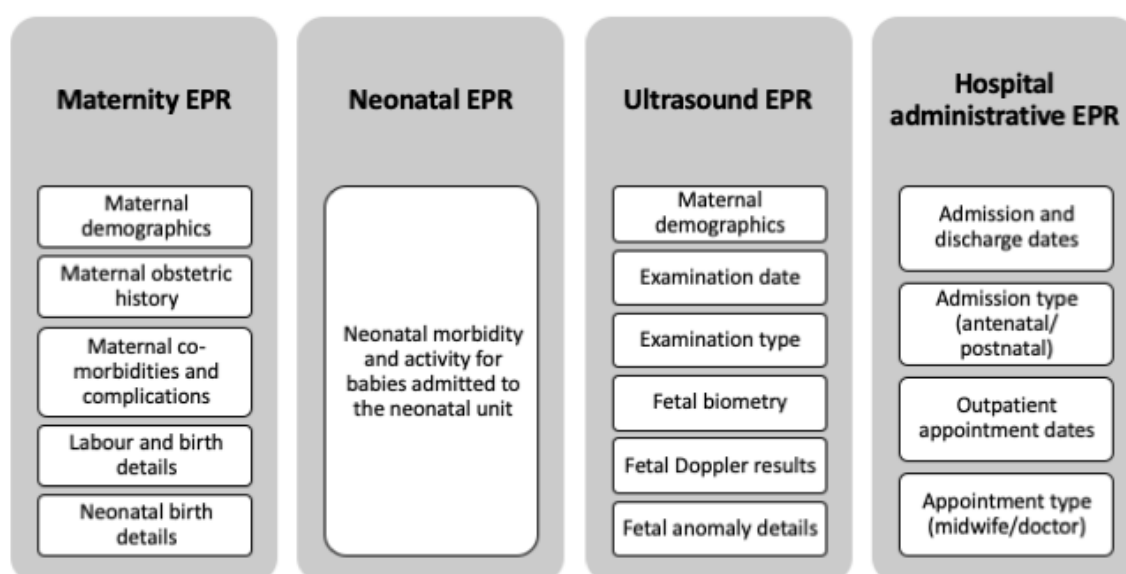 Maternity EPR
Maternal
demographics
Maternal obstetric
history
Maternal co-
morbidities and
complications
Labour and birth
details
Neonatal birth
details
Neonatal EPR
Neonatal morbidity
and activity for
babies admitted to
the neonatal unit
Ultrasound EPR
Maternal
demographics
Examination date
Examination type
Fetal biometry
Fetal Doppler results
Fetal anomaly details
Hospital
administrative EPR
Admission and
discharge dates
Admission type
(antenatal/
postnatal)
Outpatient
appointment dates
Appointment type
(midwife/doctor)